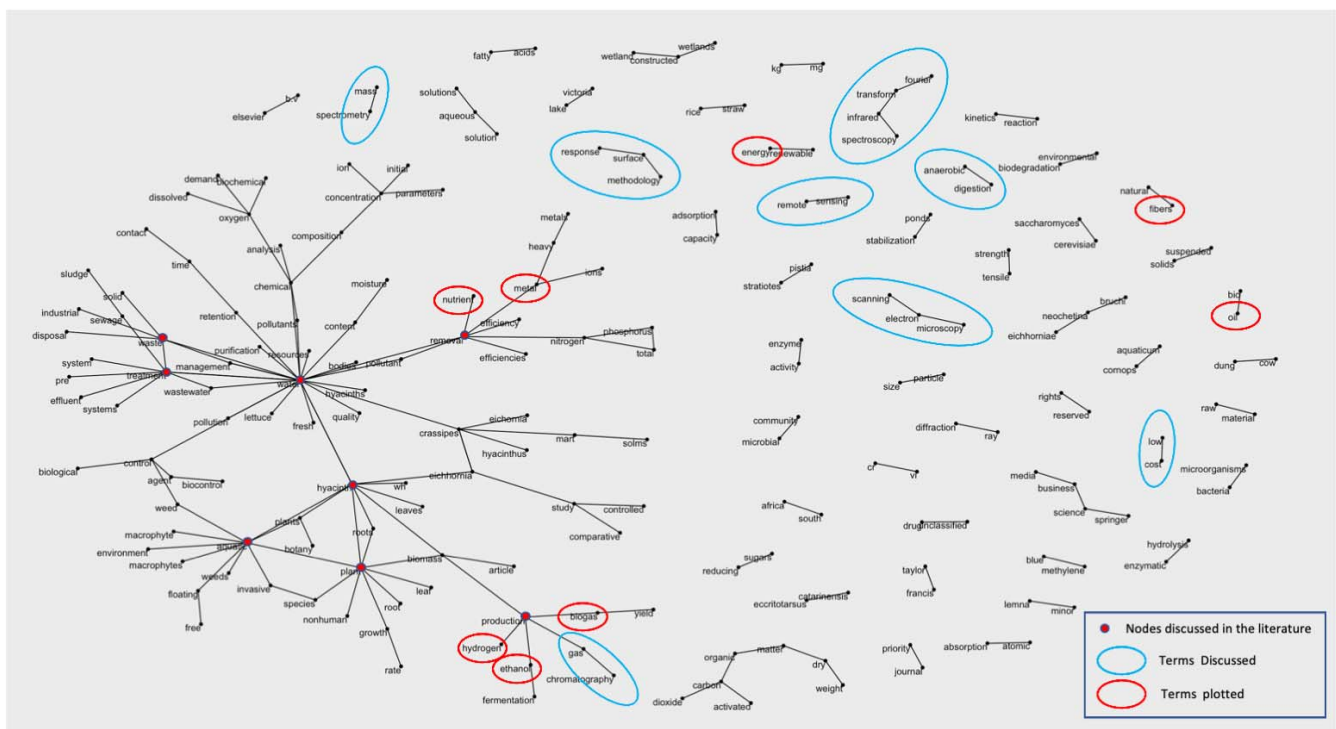 fatty acids
wetland constructed wetlands
kg mg
fourier
transform
infrared
spectroscopy
mass
spectrometry
b.v
elsevier
solutions
aqueous
solution
victoria
lake
rice straw
kinetics reaction
response
surface
methodology
energy renewable
anaerobic
digestion
environmental
biodegradation
ion
initial
concentration
parameters
demand
biochemical
dissolved
oxygen
remote sensing
natural
fibers
metals
heavy
adsorption
capacity
ponds
stabilization
saccharomyces
cerevisiae
contact
composition
analysis
time
strength
tensile
suspended
solids
sludge
chemical
moisture
metal
ions
pistia
stratiotes
solid
nutrient
scanning
electron
microscopy
bruchi
neochetina
eichhorniae
bio
oil
industrial
sewage
retention
pollutants
content
efficiency
removal
phosphorus
nitrogen
total
disposal
waste
purification
resources
bodies
pollutant
efficiencies
enzyme
activity
aquaticum
comops
dung cow
system
management
treatment
water
pre
wastewater
hyacinths
size particle
effluent
systems
pollution
lettuce
fresh
quality
eichornia
crassipes
mart
solms
hyacinthus
community
microbial
diffraction ray
rights
reserved
raw
material
low
cost
biological
control
agent
biocontrol
eichhornia
cr vi
media
business
science
springer
microorganisms
bacteria
hyacinth
wh
leaves
weed
study
controlled
comparative
africa
south
drug
unclassified
macrophyte
plants
environment
aquatic
botany
roots
macrophytes
weeds
biomass
article
plant
leaf
reducing sugars
taylor
francis
blue
methylene
hydrolysis
enzymatic
floating
invasive
species
root
free
nonhuman
growth
rate
eccritotarsus catarinensis
lemna minor
production
biogas
yield
hydrogen
gas
ethanol
chromatography
fermentation
organic
matter
dry
weight
carbon
dioxide
activated
priority
journal
absorption atomic
Nodes discussed in the literature
Terms Discussed
Terms plotted